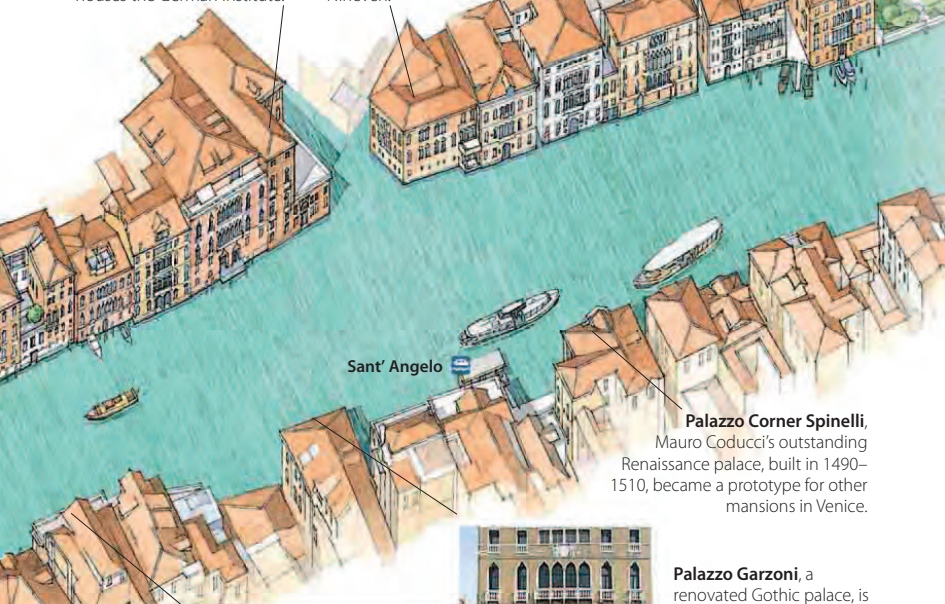 houses the German Institute.
Sant' Angelo
Palazzo Corner Spinelli,
Mauro Coducci's outstanding
Renaissance palace, built in 1490–
1510, became a prototype for other
mansions in Venice.
Palazzo Garzoni, a
renovated Gothic palace, is